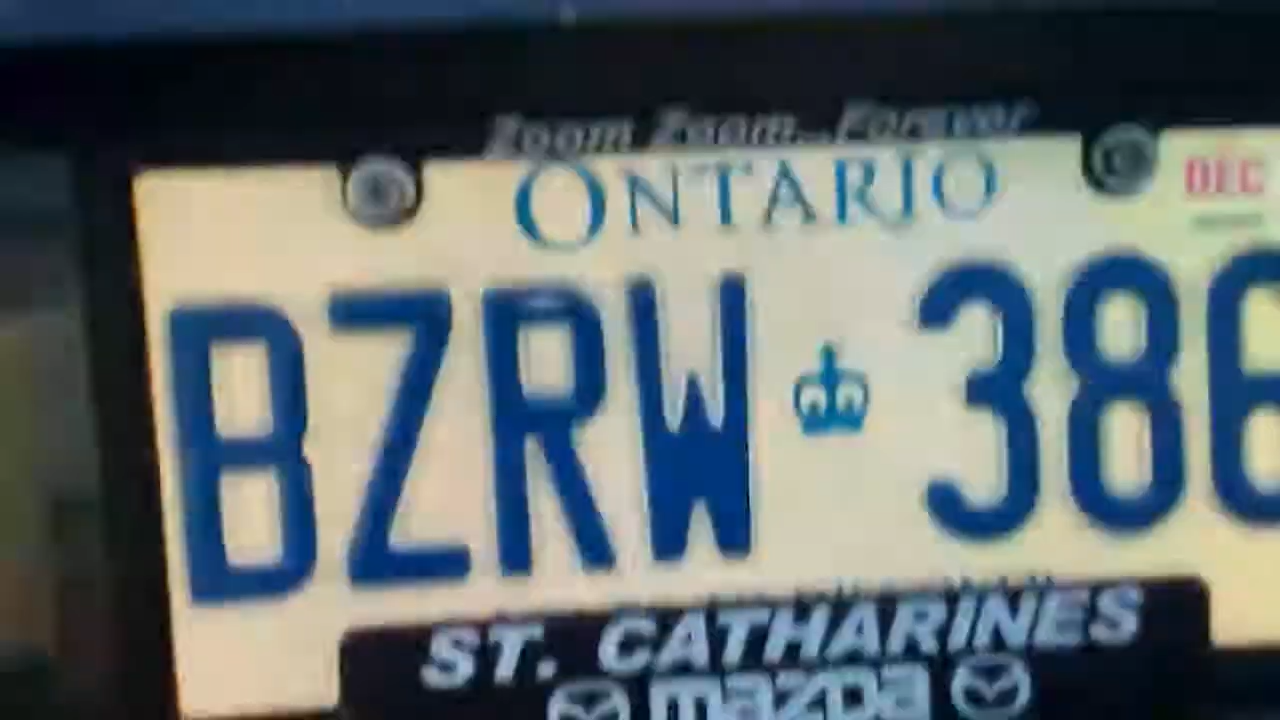 Zoom Zoom...Forever
ONTARIO
DEC
BZRW 386
ST. CATHARINES
mazda